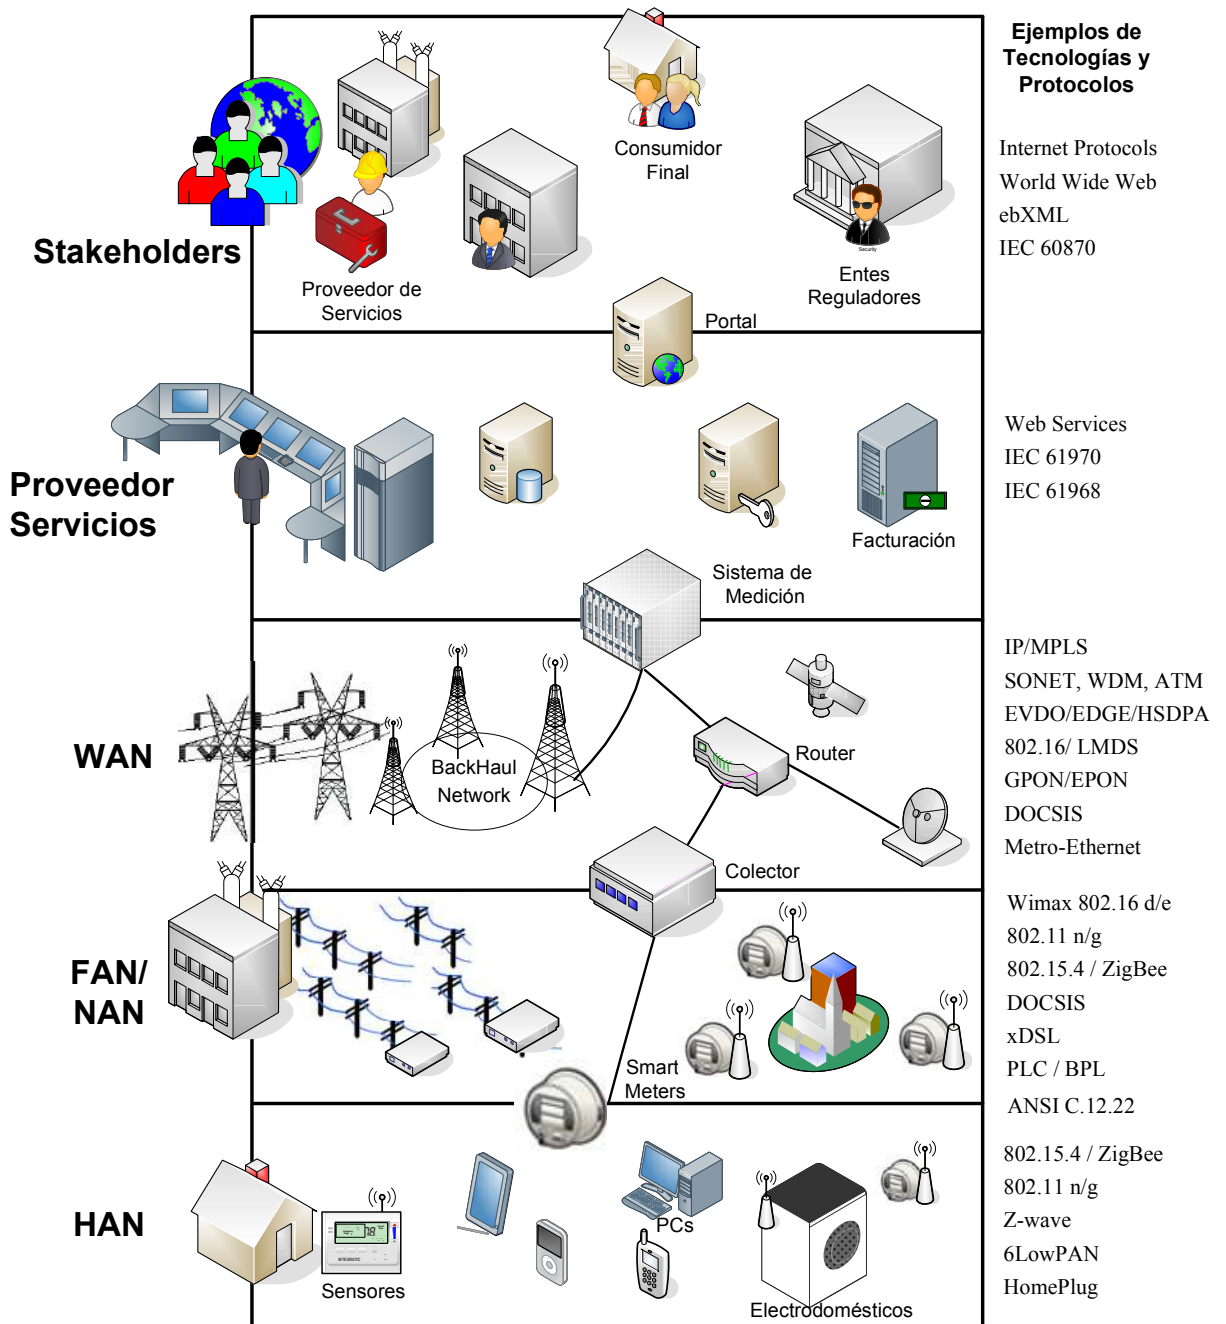 Ejemplos de
Tecnologías y
Protocolos
Consumidor
Final
Internet Protocols
World Wide Web
ebXML
IEC 60870
Stakeholders
Security
Proveedor de
Servicios
Entes
Reguladores
Portal
Proveedor
Servicios
Web Services
IEC 61970
IEC 61968
Facturación
Sistema de
Medición
WAN
BackHaul
Network
Router
IP/MPLS
SONET, WDM, ATM
EVDO/EDGE/HSDPA
802.16/ LMDS
GPON/EPON
DOCSIS
Metro-Ethernet
Colector
FAN/
NAN
Smart
Meters
Wimax 802.16 d/e
802.11 n/g
802.15.4 / ZigBee
DOCSIS
xDSL
PLC / BPL
ANSI C.12.22
HAN
Sensores
PCs
Electrodomésticos
802.15.4 / ZigBee
802.11 n/g
Z-wave
6LowPAN
HomePlug